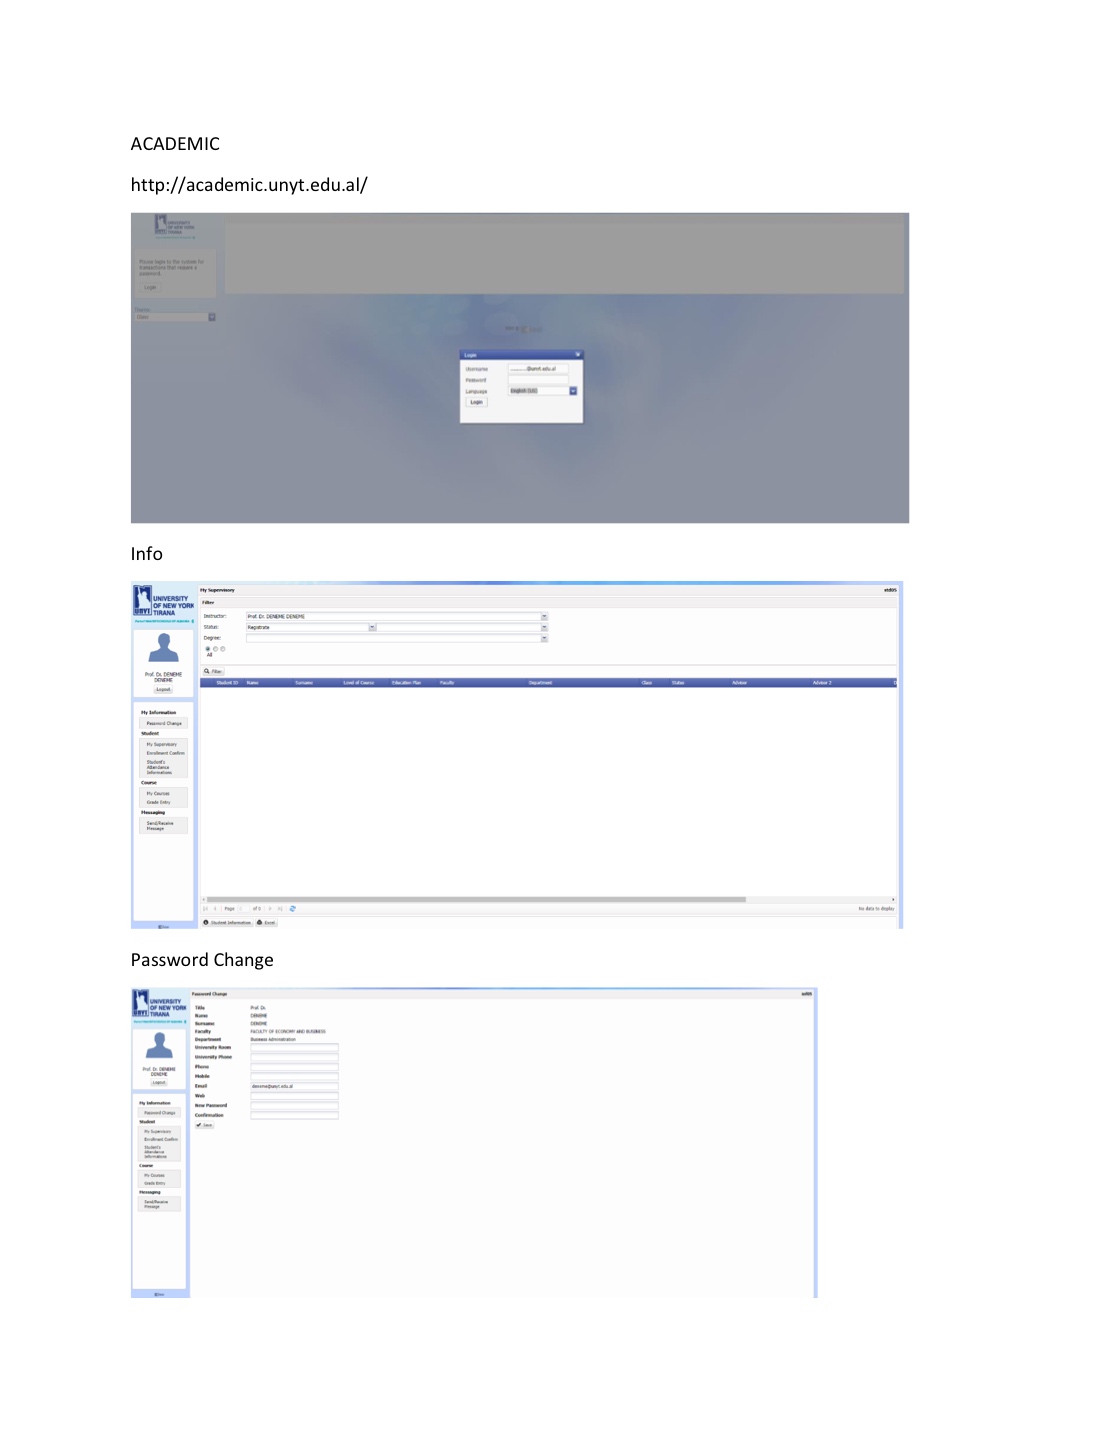 ACADEMIC
http://academic.unyt.edu.al/
UNIVERSITY
OF NEW YORK
TIRANA
Please login to the system for
transactions that require a
password.
Login
Login
Username
@unyt.edu.al
Password
Language English (US)
Login
Info
UNIVERSITY
OF NEW YORK
TIRANA
UNYT
Prof. Dr. DENEME
DENEME
Logout
My Information
Password Change
Student
My Supervisory
Enrollment Confirm
Student's
Attendance
Informations
Course
My Courses
Grade Entry
Messaging
Send/Receive
Message
My Supervisory
Filter
Instructor: Prof. Dr. DENEME DENEME
Status: Registrate
Degree:
All
Filter
Student ID Name Surname Level of Course Education Plan Faculty Department Class Status Advisor Advisor 2 D
Page of 0
No data to display
Student Information Excel
Password Change
UNIVERSITY
OF NEW YORK
TIRANA
UNYT
Prof. Dr. DENEME
DENEME
Logout
My Information
Password Change
Student
My Supervisory
Enrollment Confirm
Student's
Attendance
Informations
Course
My Courses
Grade Entry
Messaging
Send/Receive
Message
Password Change
Title Prof. Dr.
Name DENEME
Surname DENEME
Faculty FACULTY OF ECONOMY AND BUSINESS
Department Business Administration
University Room
University Phone
Phone
Mobile
Email deneme@unyt.edu.al
Web
New Password
Confirmation
Save